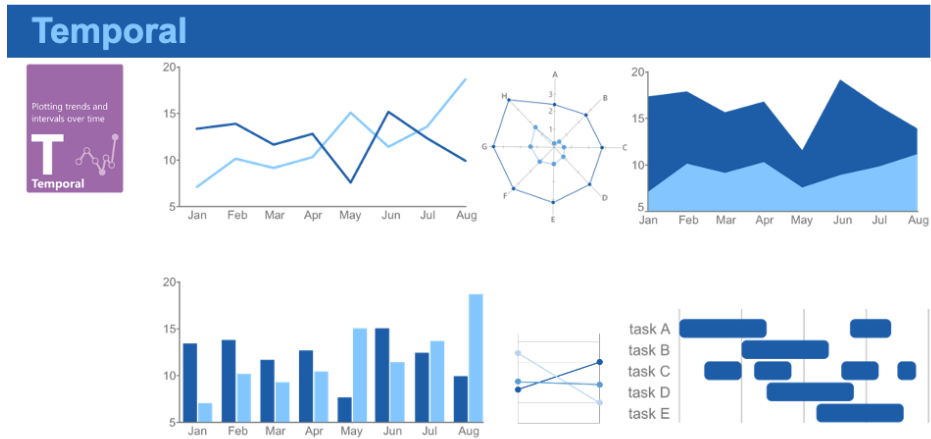 Temporal
Plotting trends and
intervals over time
T
Temporal
20
15
10
5
Jan Feb Mar Apr May Jun Jul Aug
A
B
C
D
E
F
G
H
3
2
1
20
15
10
5
Jan Feb Mar Apr May Jun Jul Aug
20
15
10
5
Jan Feb Mar Apr May Jun Jul Aug
task A
task B
task C
task D
task E